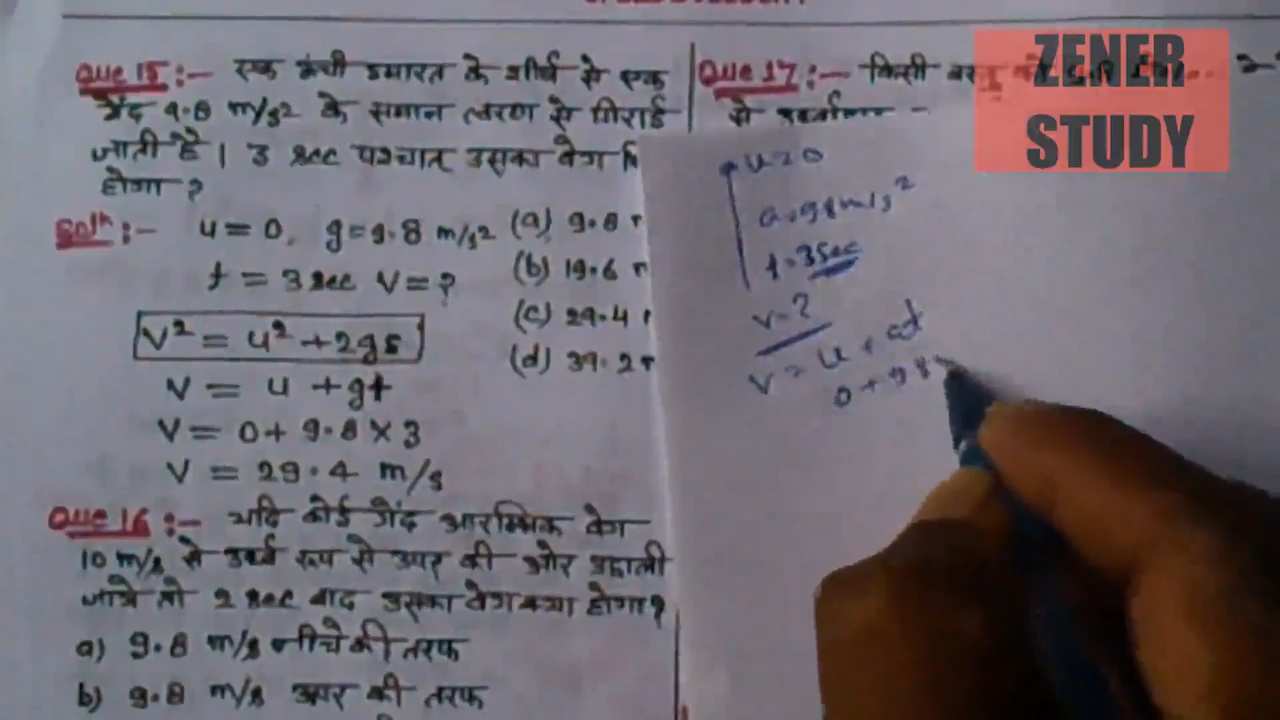 Que 15 :- एक ऊंची इमारत के शीर्ष से एक
गेंद 9.8 m/s2 के समान त्वरण से गिराई
जाती है। 3 sec पश्चात उसका वेग
होगा ?
Soln :- u = 0, g = 9.8 m/s2
t = 3 sec v = ?
v² = u² + 2gs
v = u + gt
v = 0 + 9.8 × 3
v = 29.4 m/s
(a) 9.8
(b) 19.6
(c) 29.4
(d) 39.2
Que 16 :- यदि कोई गेंद आरम्भिक वेग
10 m/s से उर्ध्व रूप से उपर की ओर उछाली
जाये तो 2 sec बाद उसका वेग क्या होगा ?
a) 9.8 m/s नीचे की तरफ
b) 9.8 m/s उपर की तरफ
Que 17 :- किसी
से
u = 0
a = 9.8 m/s²
t = 3 sec
v = ?
v = u + at
0 + 9.8
ZENER
STUDY